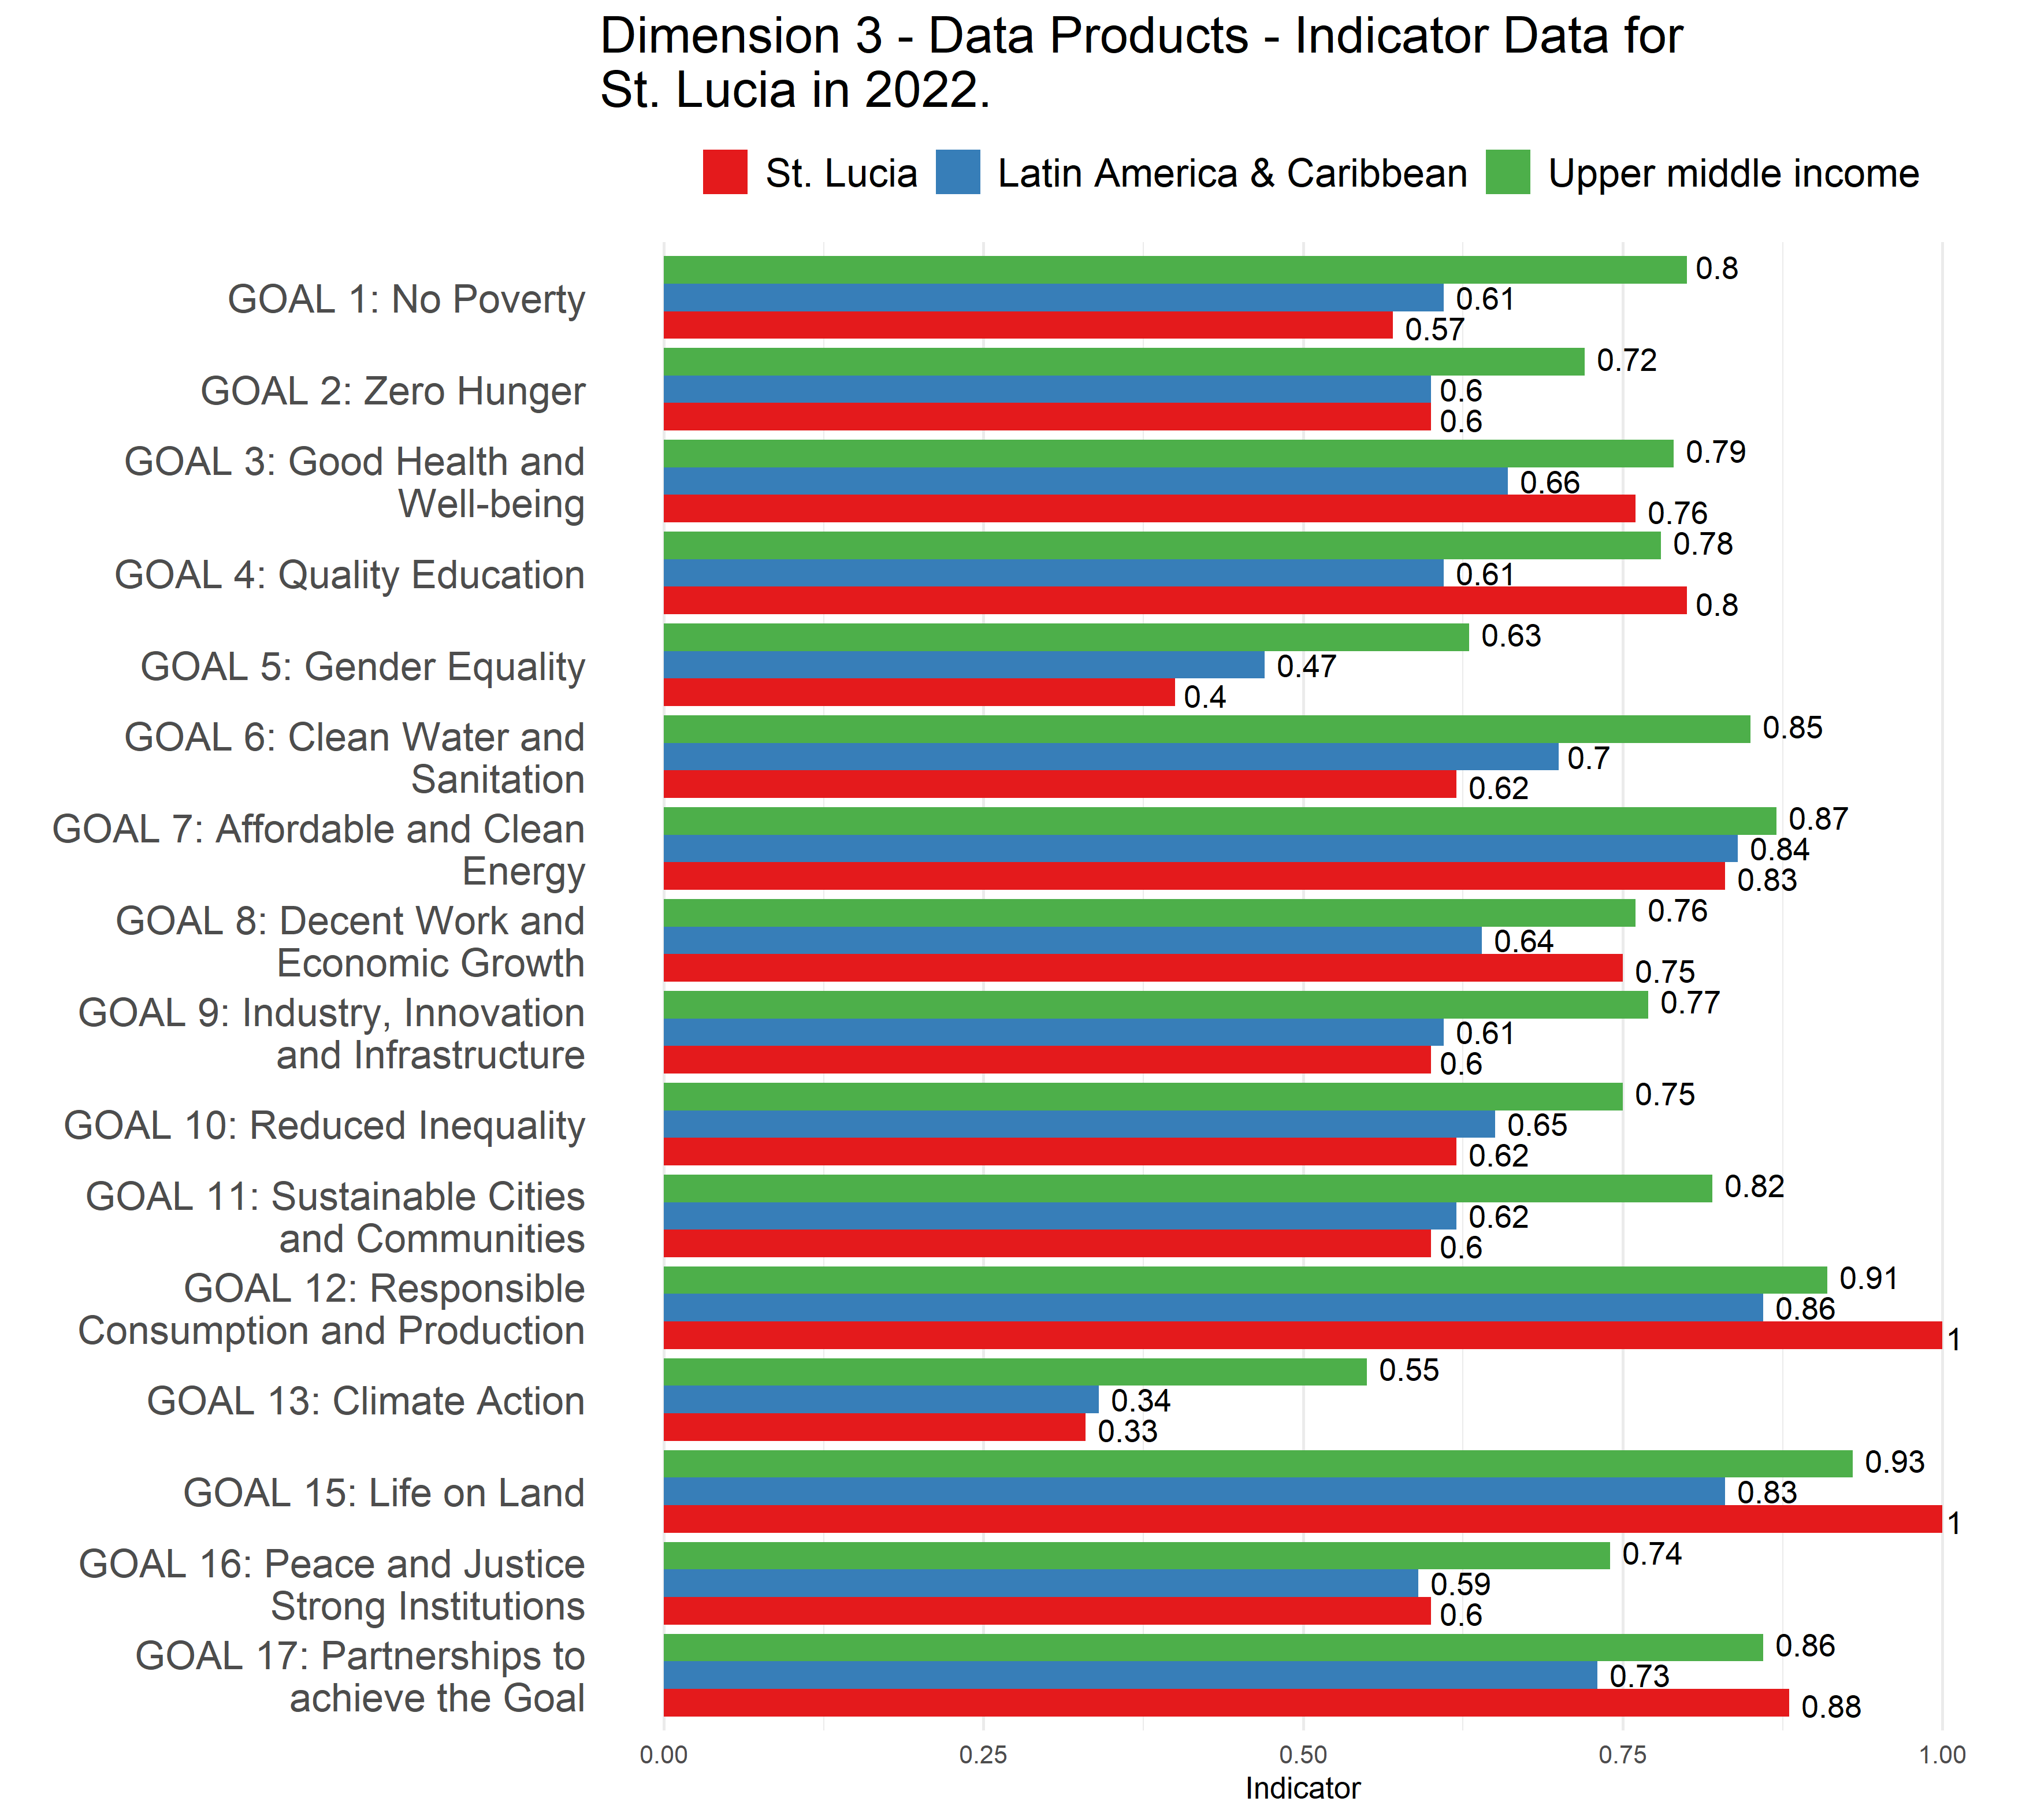 Dimension 3 - Data Products - Indicator Data for
St. Lucia in 2022.
St. Lucia
Latin America & Caribbean
Upper middle income
GOAL 1: No Poverty
0.8
0.61
0.57
GOAL 2: Zero Hunger
0.72
0.6
0.6
GOAL 3: Good Health and
Well-being
0.79
0.66
0.76
GOAL 4: Quality Education
0.78
0.61
0.8
GOAL 5: Gender Equality
0.63
0.47
0.4
GOAL 6: Clean Water and
Sanitation
0.85
0.7
0.62
GOAL 7: Affordable and Clean
Energy
0.87
0.84
0.83
GOAL 8: Decent Work and
Economic Growth
0.76
0.64
0.75
GOAL 9: Industry, Innovation
and Infrastructure
0.77
0.61
0.6
GOAL 10: Reduced Inequality
0.75
0.65
0.62
GOAL 11: Sustainable Cities
and Communities
0.82
0.62
0.6
GOAL 12: Responsible
Consumption and Production
0.91
0.86
1
GOAL 13: Climate Action
0.55
0.34
0.33
GOAL 15: Life on Land
0.93
0.83
1
GOAL 16: Peace and Justice
Strong Institutions
0.74
0.59
0.6
GOAL 17: Partnerships to
achieve the Goal
0.86
0.73
0.88
0.00
0.25
0.50
0.75
1.00
Indicator